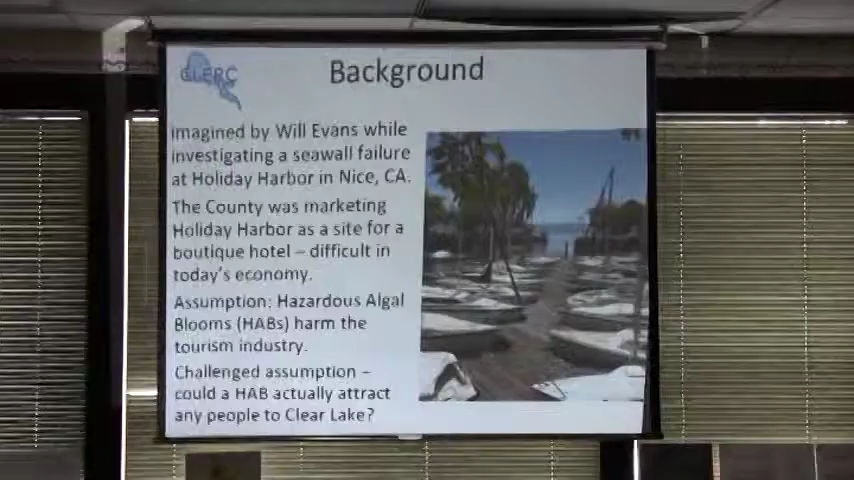 CLERC
Background
Imagined by Will Evans while
investigating a seawall failure
at Holiday Harbor in Nice, CA.
The County was marketing
Holiday Harbor as a site for a
boutique hotel – difficult in
today's economy.
Assumption: Hazardous Algal
Blooms (HABs) harm the
tourism industry.
Challenged assumption –
could a HAB actually attract
any people to Clear Lake?